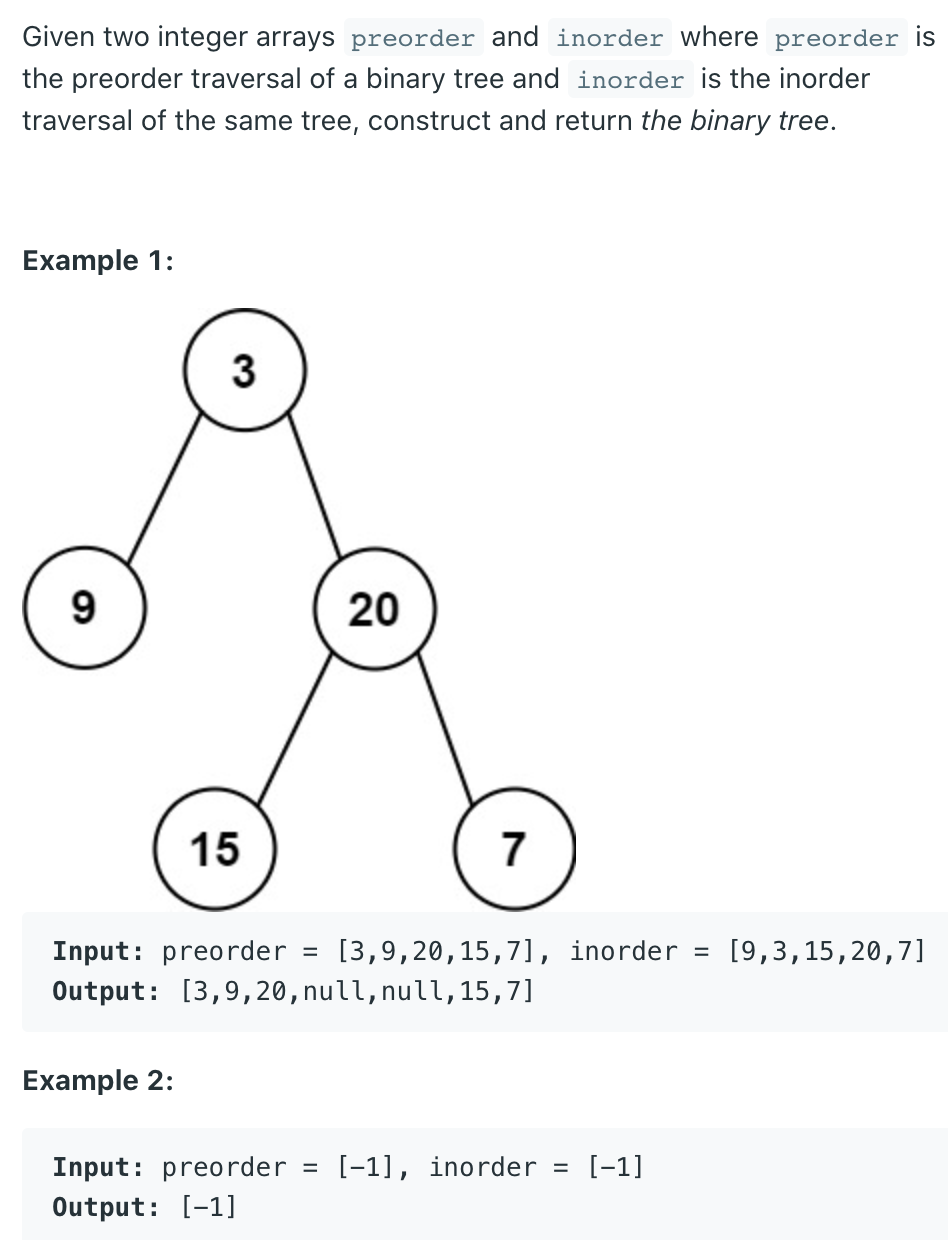 Given two integer arrays preorder and inorder where preorder is
the preorder traversal of a binary tree and inorder is the inorder
traversal of the same tree, construct and return the binary tree.
Example 1:
3
9
20
15
7
Input: preorder = [3,9,20,15,7], inorder = [9,3,15,20,7]
Output: [3,9,20,null,null,15,7]
Example 2:
Input: preorder = [-1], inorder = [-1]
Output: [-1]